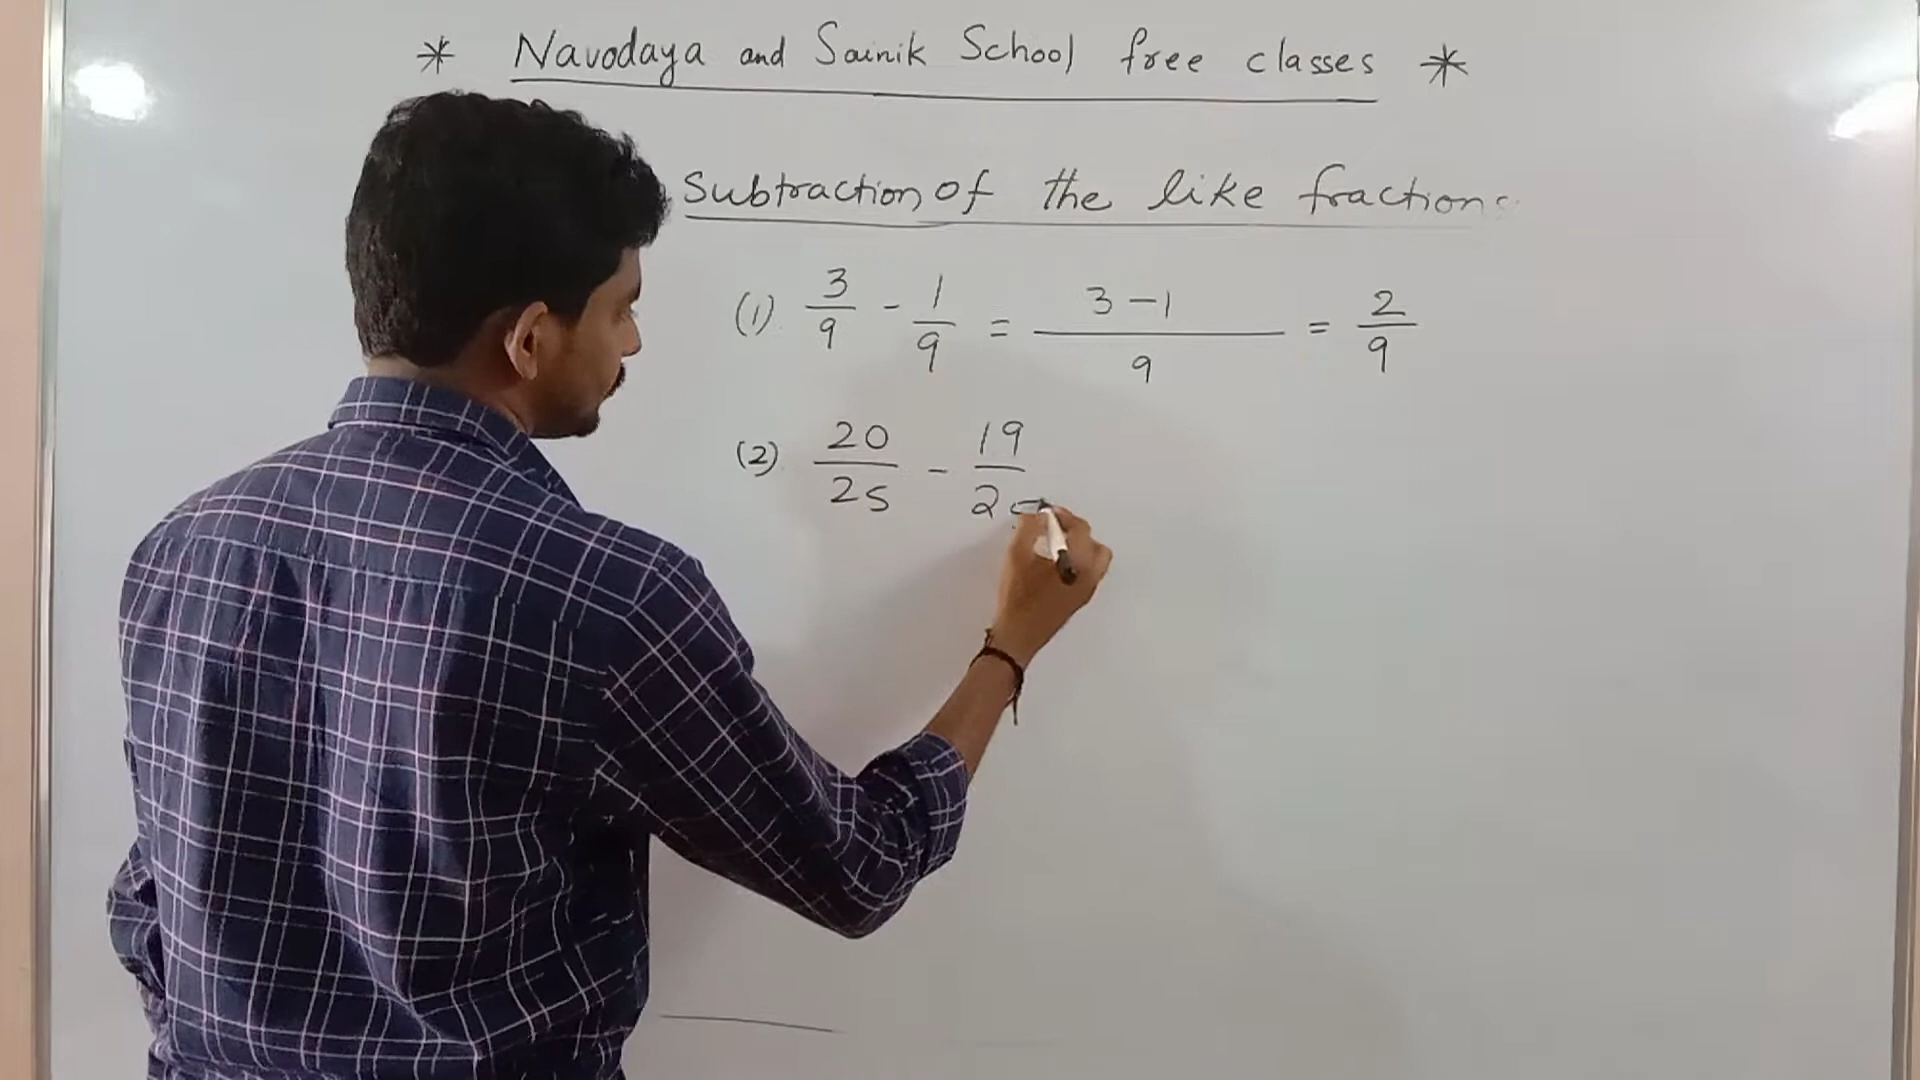 * Navodaya and Sainik School free classes *
Subtraction of the like fractions
(1) 3/9 - 1/9 = 3-1/9 = 2/9
(2) 20/25 - 19/25